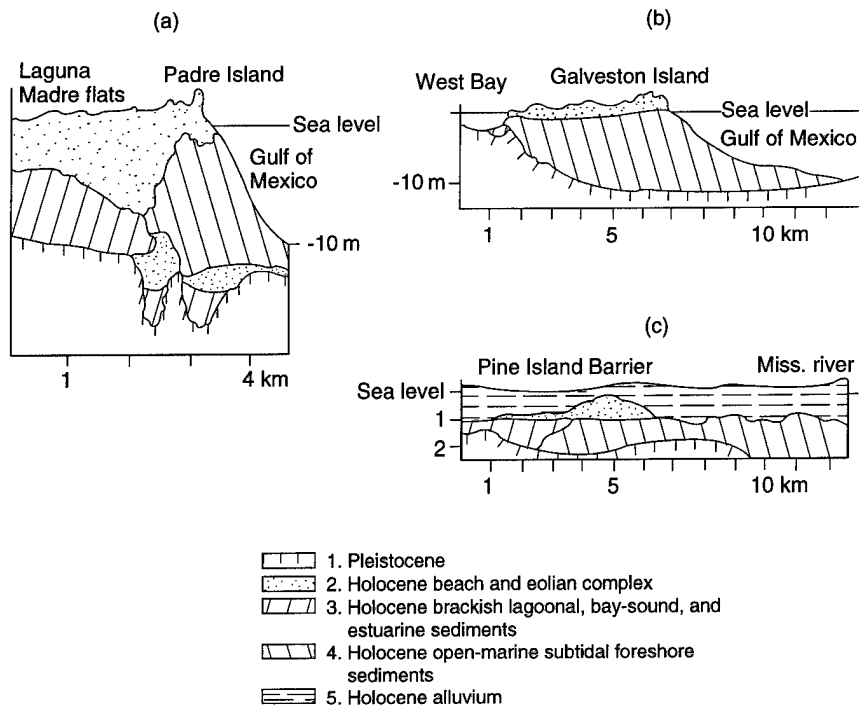 (a)
Laguna
Madre flats
Padre Island
Sea level
Gulf of
Mexico
-10 m
1
4 km
(b)
West Bay
Galveston Island
Sea level
Gulf of Mexico
-10 m
1
5
10 km
(c)
Pine Island Barrier
Miss. river
Sea level
1
2
1
5
10 km
1. Pleistocene
2. Holocene beach and eolian complex
3. Holocene brackish lagoonal, bay-sound, and
estuarine sediments
4. Holocene open-marine subtidal foreshore
sediments
5. Holocene alluvium